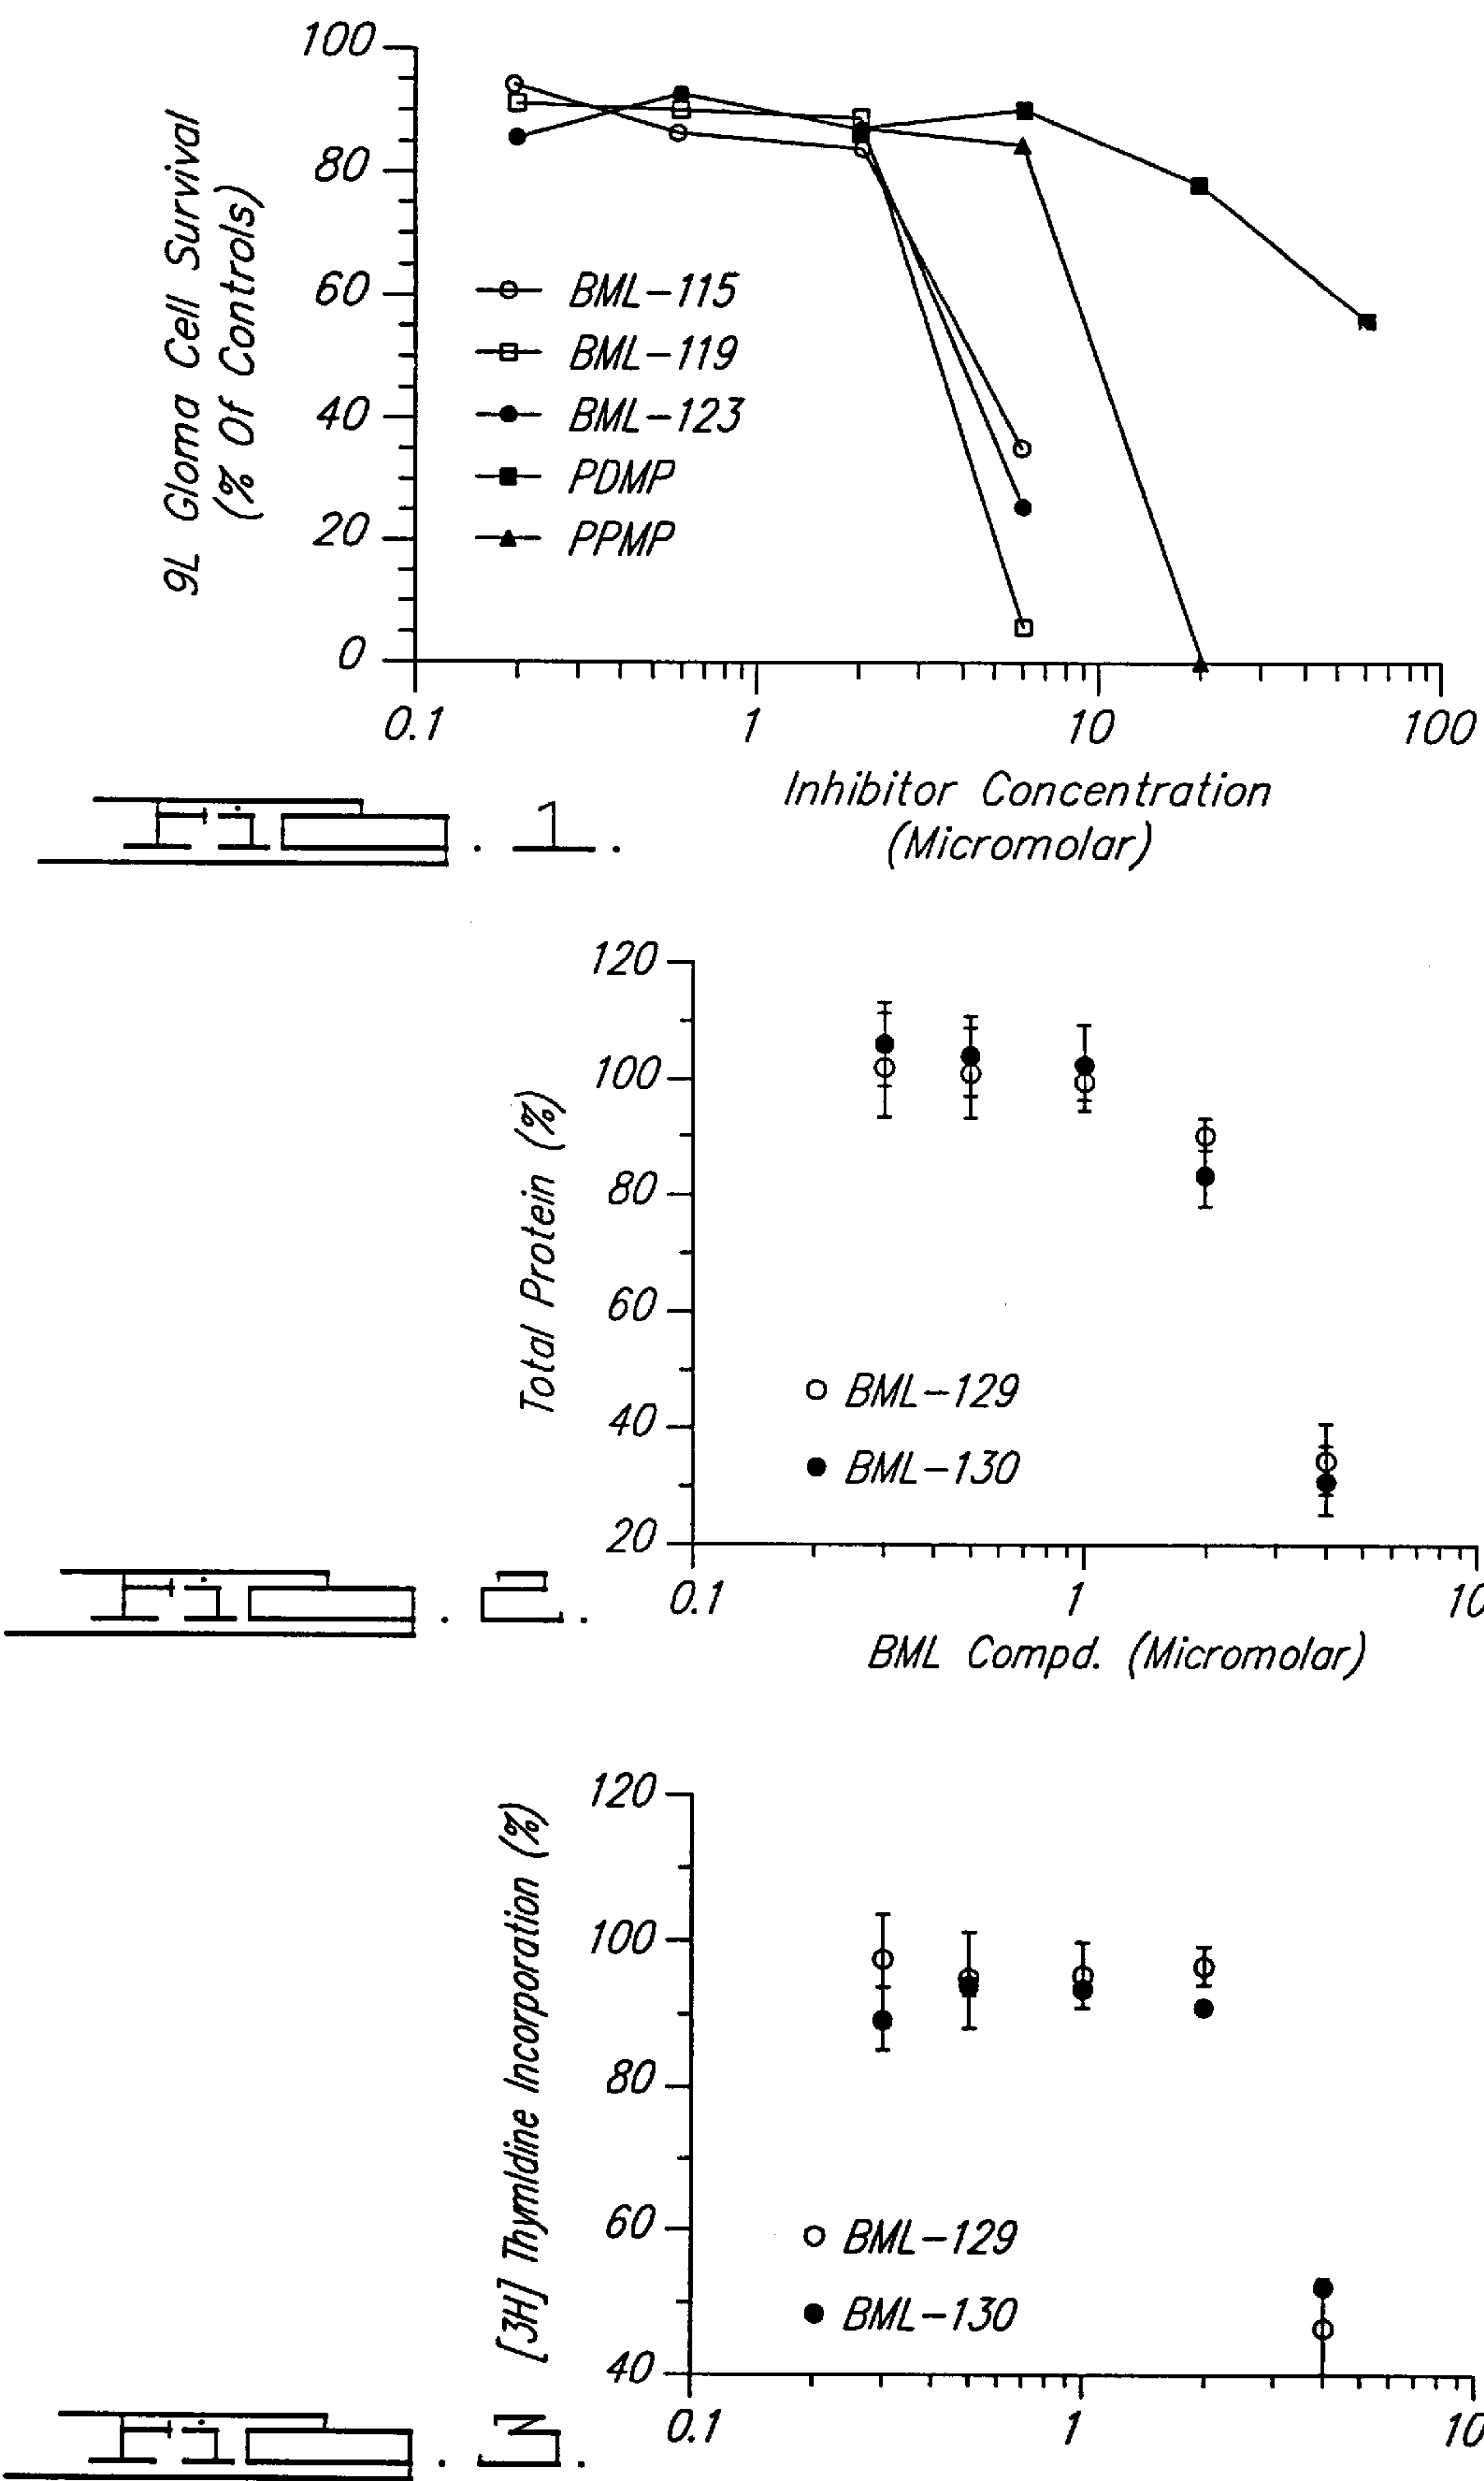 100
80
60
40
20
0
9L Gloma Cell Survival
(% Of Controls)
BML-115
BML-119
BML-123
PDMP
PPMP
0.1 1 10 100
Inhibitor Concentration
(Micromolar)
FIG. 1.
120
100
80
60
40
20
Total Protein (%)
BML-129
BML-130
0.1 1 10
BML Compd. (Micromolar)
FIG. 2.
120
100
80
60
40
[3H] Thymidine Incorporation (%)
BML-129
BML-130
0.1 1 10
FIG. 3.